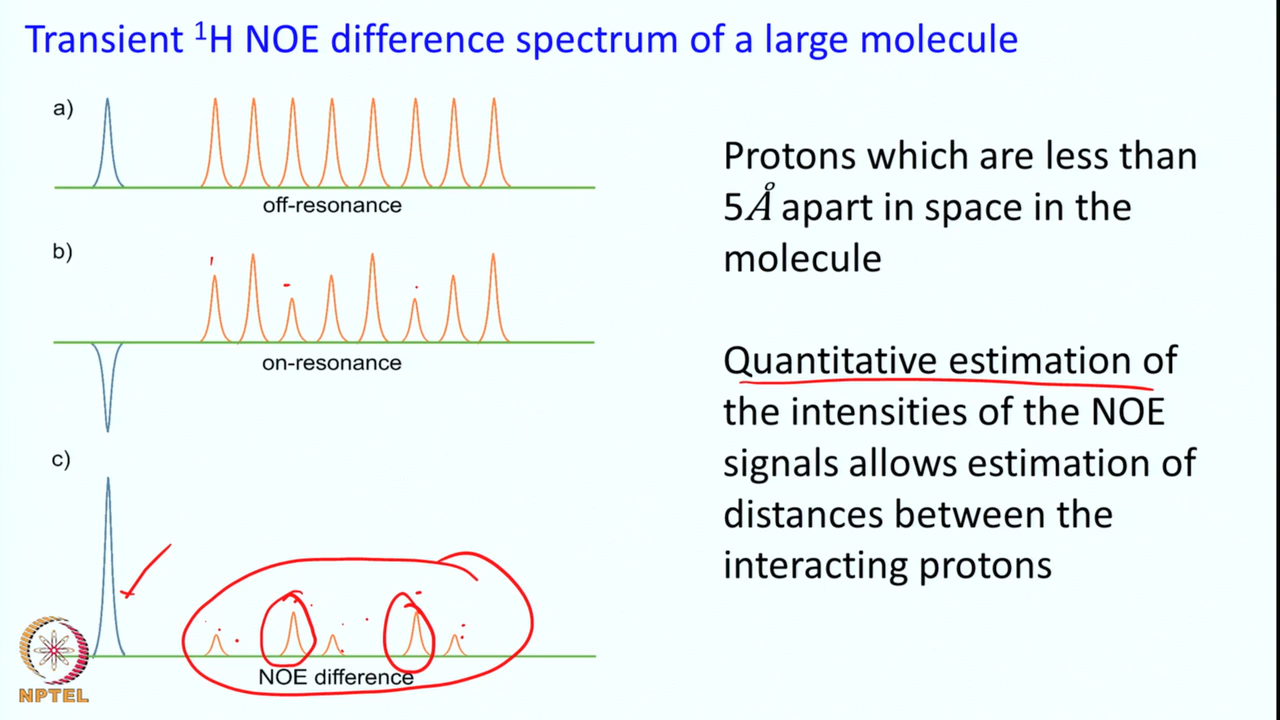 Transient ¹H NOE difference spectrum of a large molecule
a)
off-resonance
b)
on-resonance
c)
NOE difference
Protons which are less than
5Å apart in space in the
molecule
Quantitative estimation of
the intensities of the NOE
signals allows estimation of
distances between the
interacting protons
NPTEL